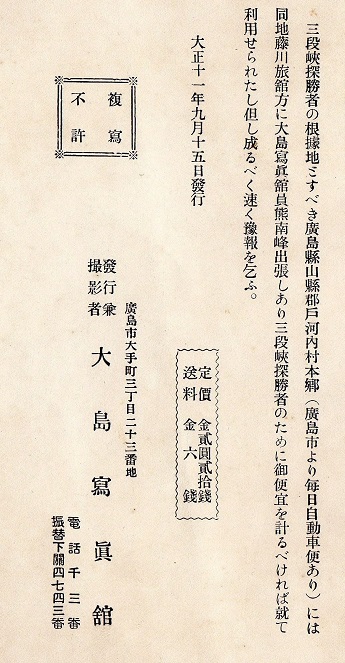 三段峽探勝者の根據地とすべき廣島縣山縣郡戶河內村本鄉（廣島市より每日自動車便あり）には
同地藤川旅舘方に大島寫眞舘員熊南峰出張しあり三段峽探勝者のために御便宜を計るべければ就て
利用せられたし但し成るべく速く豫報を乞ふ。
大正十一年九月十五日發行
複寫
不許
定價　金貳圓貳拾錢
送料　金六錢
廣島市大手町三丁目二十三番地
發行兼
撮影者
大島寫眞舘
電話千三番
振替下關四七四三番